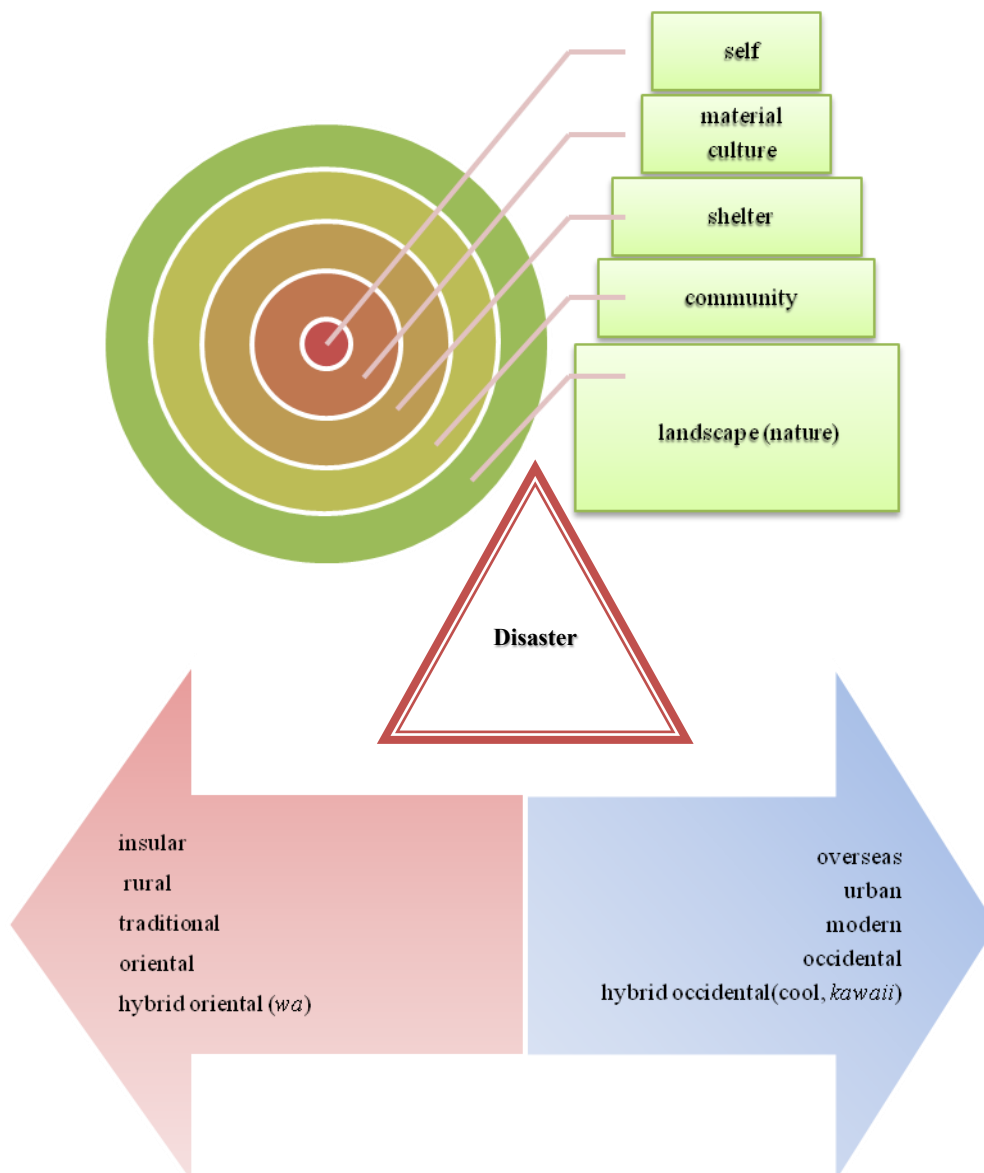 self
material
culture
shelter
community
landscape (nature)
Disaster
insular
rural
traditional
oriental
hybrid oriental (wa)
overseas
urban
modern
occidental
hybrid occidental(cool, kawaii)